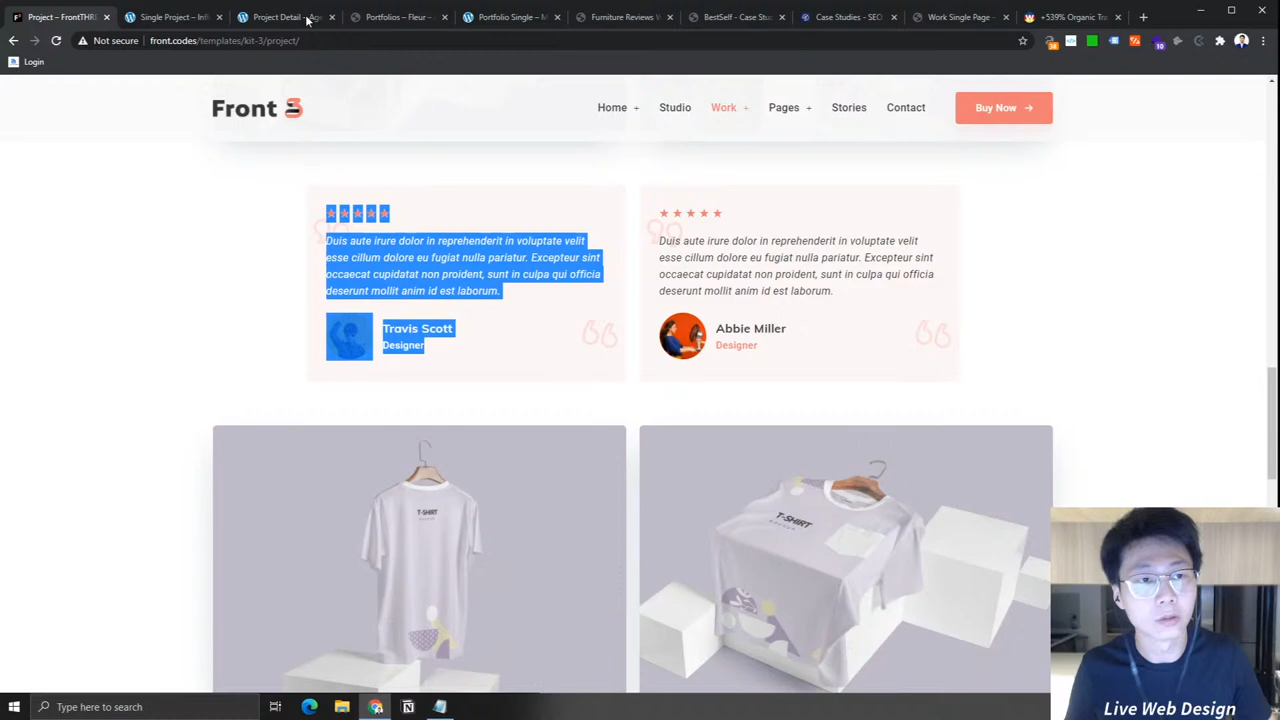 Project – FrontTHR
Single Project – Infl
Project Detail – Age
Portfolios – Fleur –
Portfolio Single – M
Furniture Reviews W
BestSelf – Case Stud
Case Studies - SEO
Work Single Page –
+539% Organic Tra
Not secure
front.codes/templates/kit-3/project/
38
10
Login
Front 3
Home +
Studio
Work +
Pages +
Stories
Contact
Buy Now →
Duis aute irure dolor in reprehenderit in voluptate velit
esse cillum dolore eu fugiat nulla pariatur. Excepteur sint
occaecat cupidatat non proident, sunt in culpa qui officia
deserunt mollit anim id est laborum.
Travis Scott
Designer
Duis aute irure dolor in reprehenderit in voluptate velit
esse cillum dolore eu fugiat nulla pariatur. Excepteur sint
occaecat cupidatat non proident, sunt in culpa qui officia
deserunt mollit anim id est laborum.
Abbie Miller
Designer
T-SHIRT
T-SHIRT
Type here to search
Live Web Design